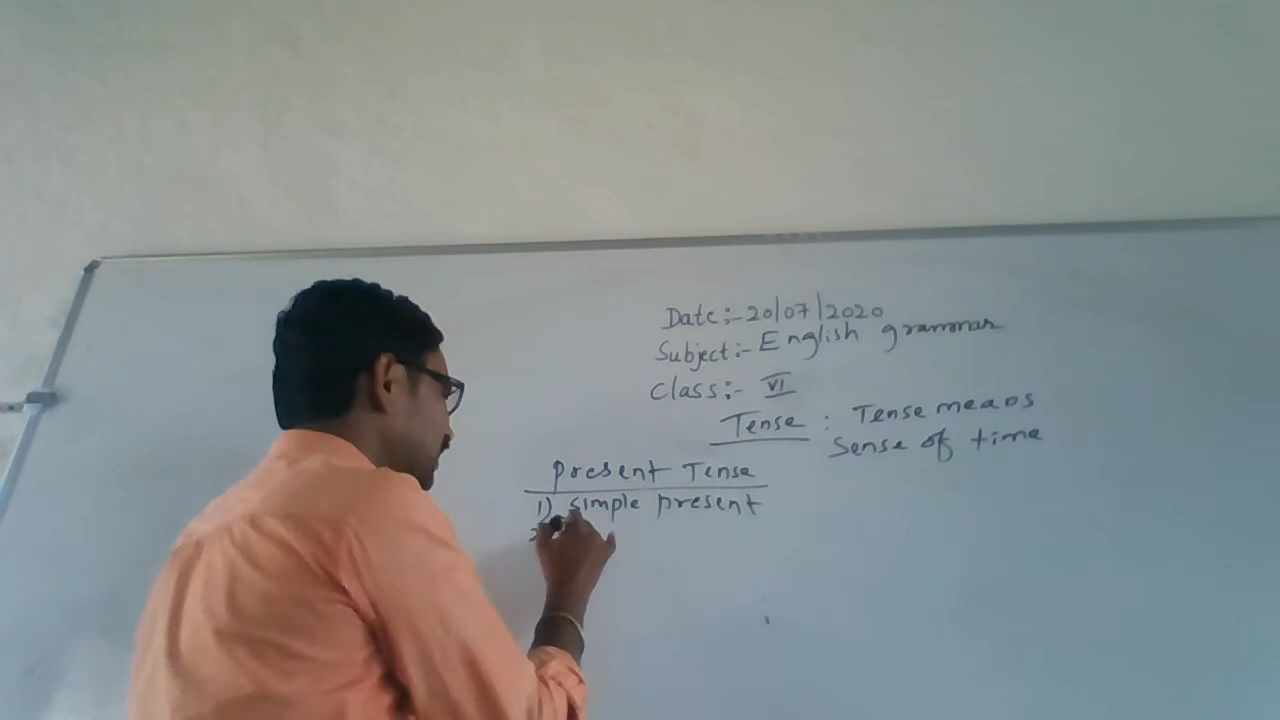 Date:-20/07/2020
Subject:- English grammar
Class:- VI
Tense : Tense means
Sense of time
present Tense
1) simple present
2